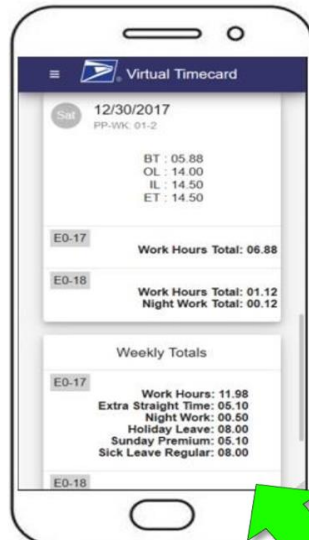 Virtual Timecard
Sat
12/30/2017
PP-WK: 01-2
BT : 05.88
OL : 14.00
IL : 14.50
ET : 14.50
E0-17
Work Hours Total: 06.88
E0-18
Work Hours Total: 01.12
Night Work Total: 00.12
Weekly Totals
E0-17
Work Hours: 11.98
Extra Straight Time: 05.10
Night Work: 00.50
Holiday Leave: 08.00
Sunday Premium: 05.10
Sick Leave Regular: 08.00
E0-18